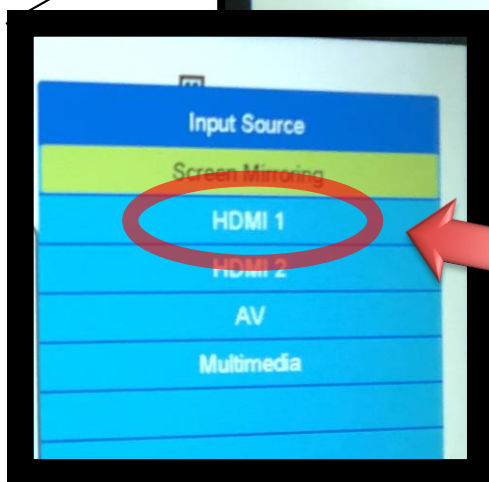 Input Source
Screen Mirroring
HDMI 1
HDMI 2
AV
Multimedia